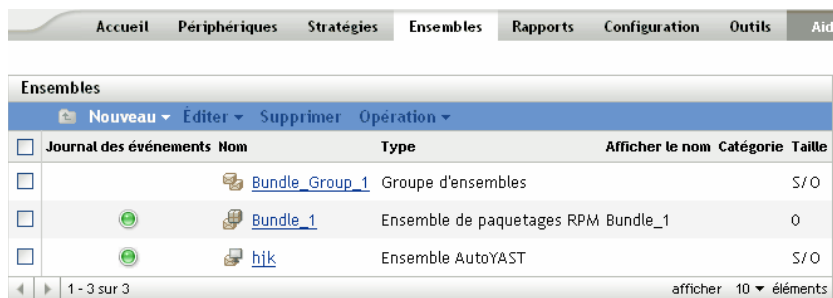 Accueil Périphériques Stratégies Ensembles Rapports Configuration Outils Aid
Ensembles
Nouveau Éditer Supprimer Opération
Journal des événements Nom Type Afficher le nom Catégorie Taille
Bundle_Group_1 Groupe d'ensembles S/O
Bundle_1 Ensemble de paquetages RPM Bundle_1 0
hjk Ensemble AutoYAST S/O
1 - 3 sur 3 afficher 10 éléments